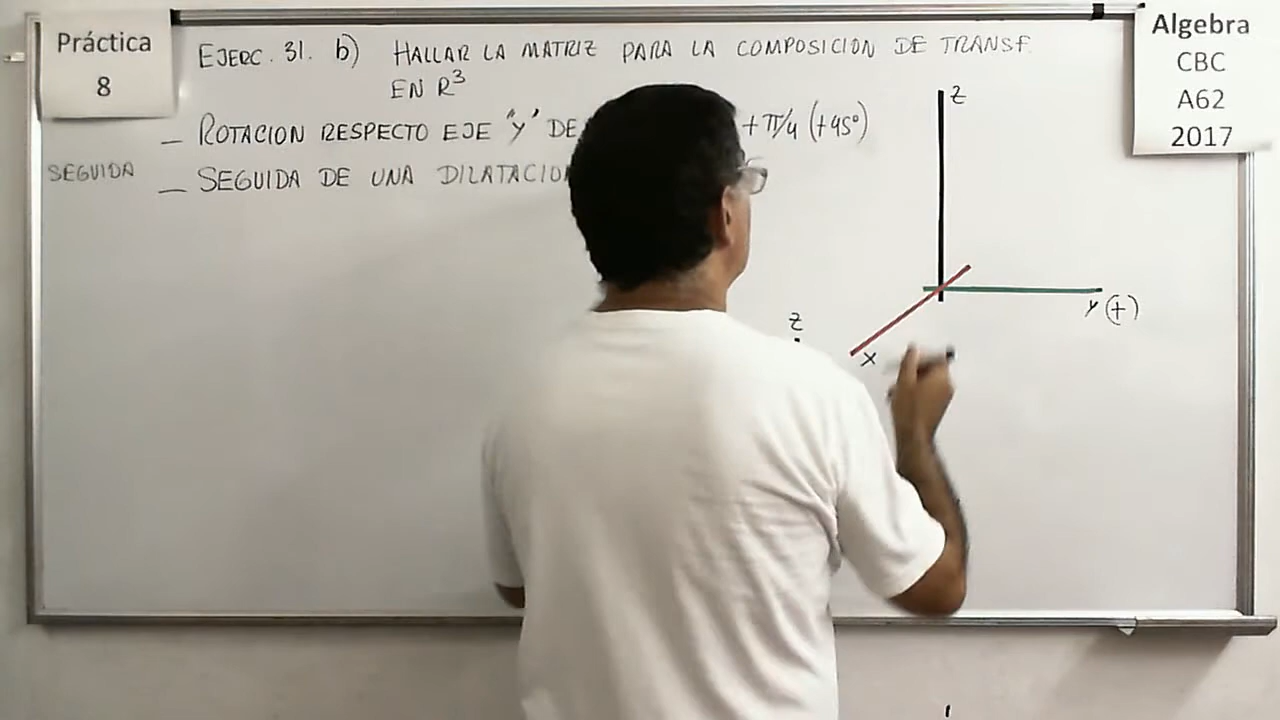 Práctica
8
EJERC. 31. b) HALLAR LA MATRIZ PARA LA COMPOSICION DE TRANSF.
EN R³
— ROTACION RESPECTO EJE "Y" DE + π/4 (+45°)
SEGUIDA — SEGUIDA DE UNA DILATACION
Algebra
CBC
A62
2017
Z
Y (+)
X
Z